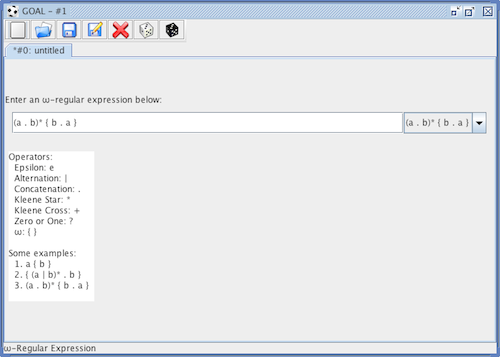 GOAL - #1
*#0: untitled
Enter an ω-regular expression below:
(a . b)* { b . a } (a . b)* { b . a }
Operators:
Epsilon: e
Alternation: |
Concatenation: .
Kleene Star: *
Kleene Cross: +
Zero or One: ?
ω: { }
Some examples:
1. a { b }
2. { (a | b)* . b }
3. (a . b)* { b . a }
ω-Regular Expression